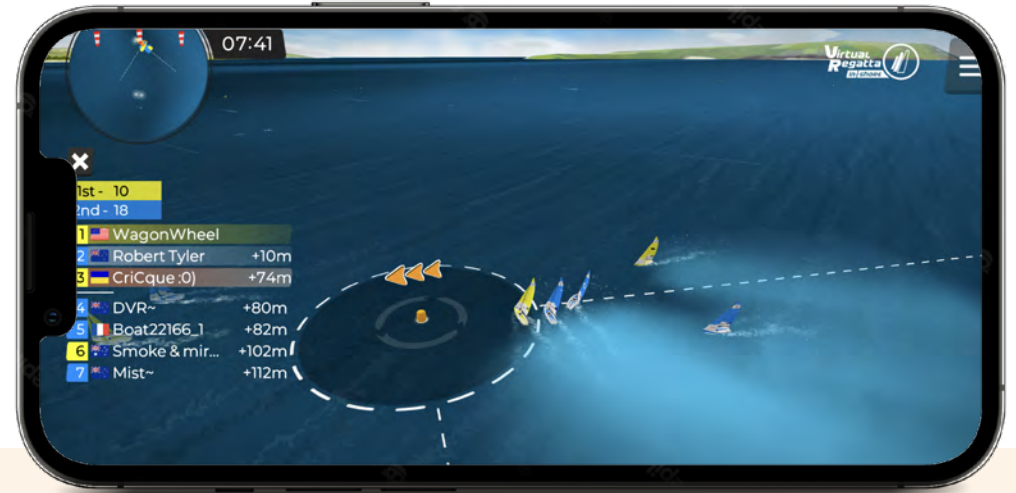 07:41
Virtual
Regatta
inshore
1st - 10
2nd - 18
1 WagonWheel
2 Robert Tyler +10m
3 CriCque :0) +74m
4 DVR~ +80m
5 Boat22166_1 +82m
6 Smoke & mir... +102m
7 Mist~ +112m